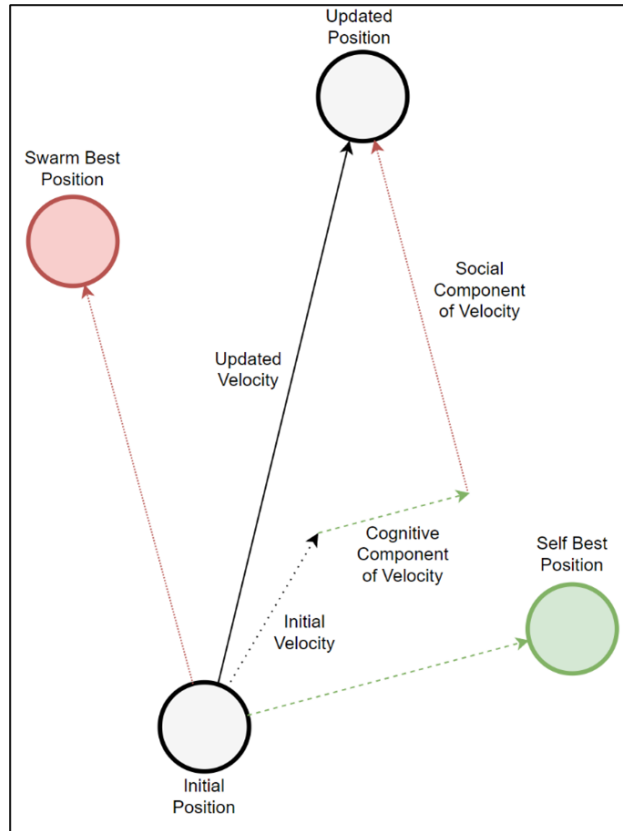 Updated
Position
Swarm Best
Position
Social
Component
of Velocity
Updated
Velocity
Cognitive
Component
of Velocity
Self Best
Position
Initial
Velocity
Initial
Position